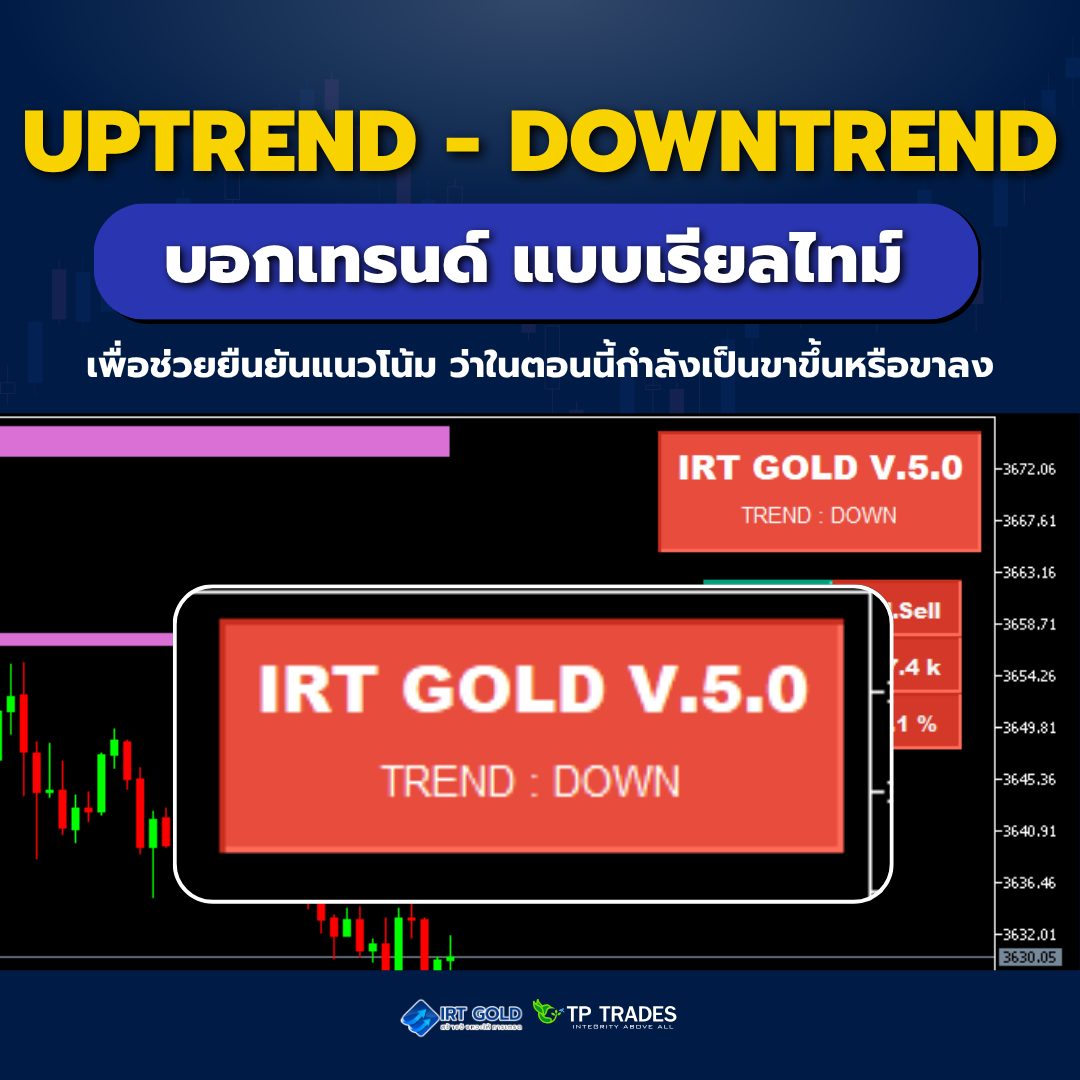 UPTREND - DOWNTREND
บอกเทรนด์ แบบเรียลไทม์
เพื่อช่วยยืนยันแนวโน้ม ว่าในตอนนี้กำลังเป็นขาขึ้นหรือขาลง
IRT GOLD V.5.0
TREND : DOWN
3672.06
3667.61
3663.16
.Sell
3658.71
.4 k
3654.26
1 %
3649.81
IRT GOLD V.5.0
TREND : DOWN
3645.36
3640.91
3636.46
3632.01
3630.05
IRT GOLD
TP TRADES
INTEGRITY ABOVE ALL